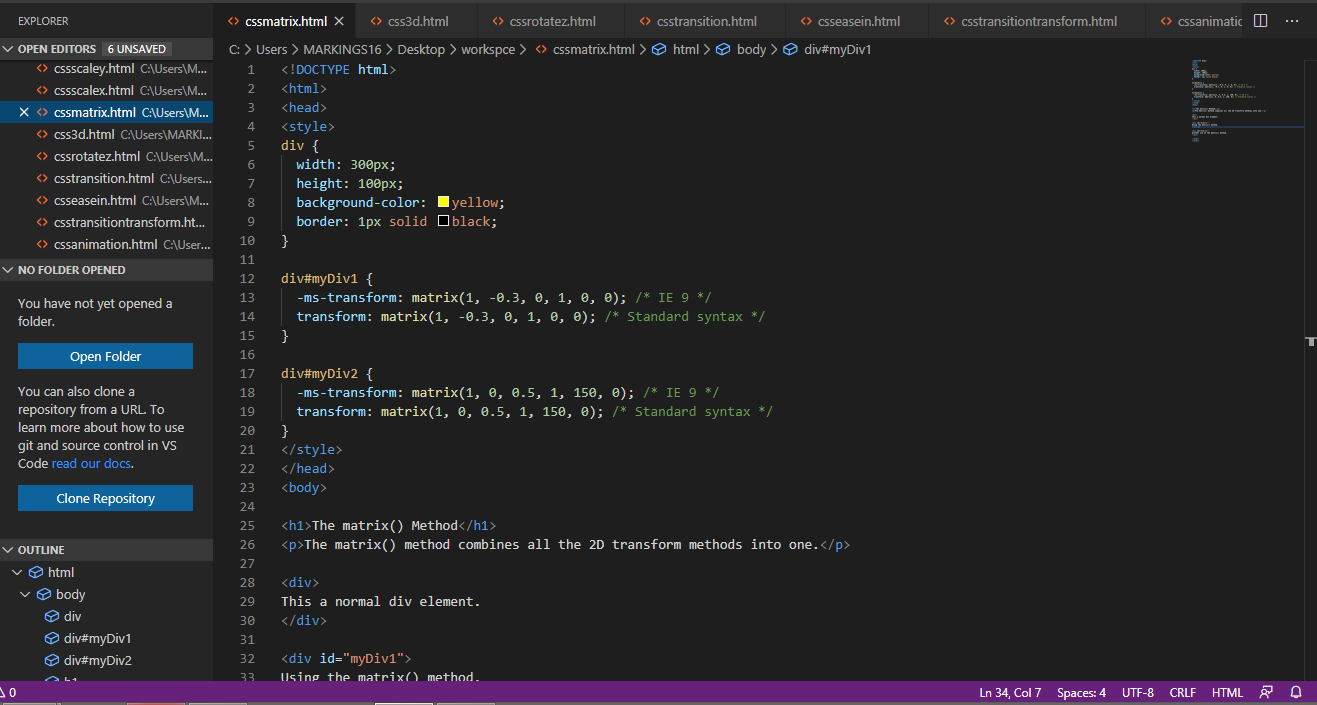 EXPLORER
OPEN EDITORS 6 UNSAVED
cssscaley.html C:\Users\M...
cssscalex.html C:\Users\M...
cssmatrix.html C:\Users\M...
css3d.html C:\Users\MARKI...
cssrotatez.html C:\Users\M...
csstransition.html C:\Users...
csseasein.html C:\Users\M...
csstransitiontransform.ht...
cssanimation.html C:\User...
NO FOLDER OPENED
You have not yet opened a
folder.
Open Folder
You can also clone a
repository from a URL. To
learn more about how to use
git and source control in VS
Code read our docs.
Clone Repository
OUTLINE
html
body
div
div#myDiv1
div#myDiv2
cssmatrix.html css3d.html cssrotatez.html csstransition.html csseasein.html csstransitiontransform.html cssanimatic
C: > Users > MARKINGS16 > Desktop > workspce > cssmatrix.html > html > body > div#myDiv1
1 <!DOCTYPE html>
2 <html>
3 <head>
4 <style>
5 div {
6 width: 300px;
7 height: 100px;
8 background-color: yellow;
9 border: 1px solid black;
10 }
11
12 div#myDiv1 {
13 -ms-transform: matrix(1, -0.3, 0, 1, 0, 0); /* IE 9 */
14 transform: matrix(1, -0.3, 0, 1, 0, 0); /* Standard syntax */
15 }
16
17 div#myDiv2 {
18 -ms-transform: matrix(1, 0, 0.5, 1, 150, 0); /* IE 9 */
19 transform: matrix(1, 0, 0.5, 1, 150, 0); /* Standard syntax */
20 }
21 </style>
22 </head>
23 <body>
24
25 <h1>The matrix() Method</h1>
26 <p>The matrix() method combines all the 2D transform methods into one.</p>
27
28 <div>
29 This a normal div element.
30 </div>
31
32 <div id="myDiv1">
33 Using the matrix() method.
0 Ln 34, Col 7 Spaces: 4 UTF-8 CRLF HTML